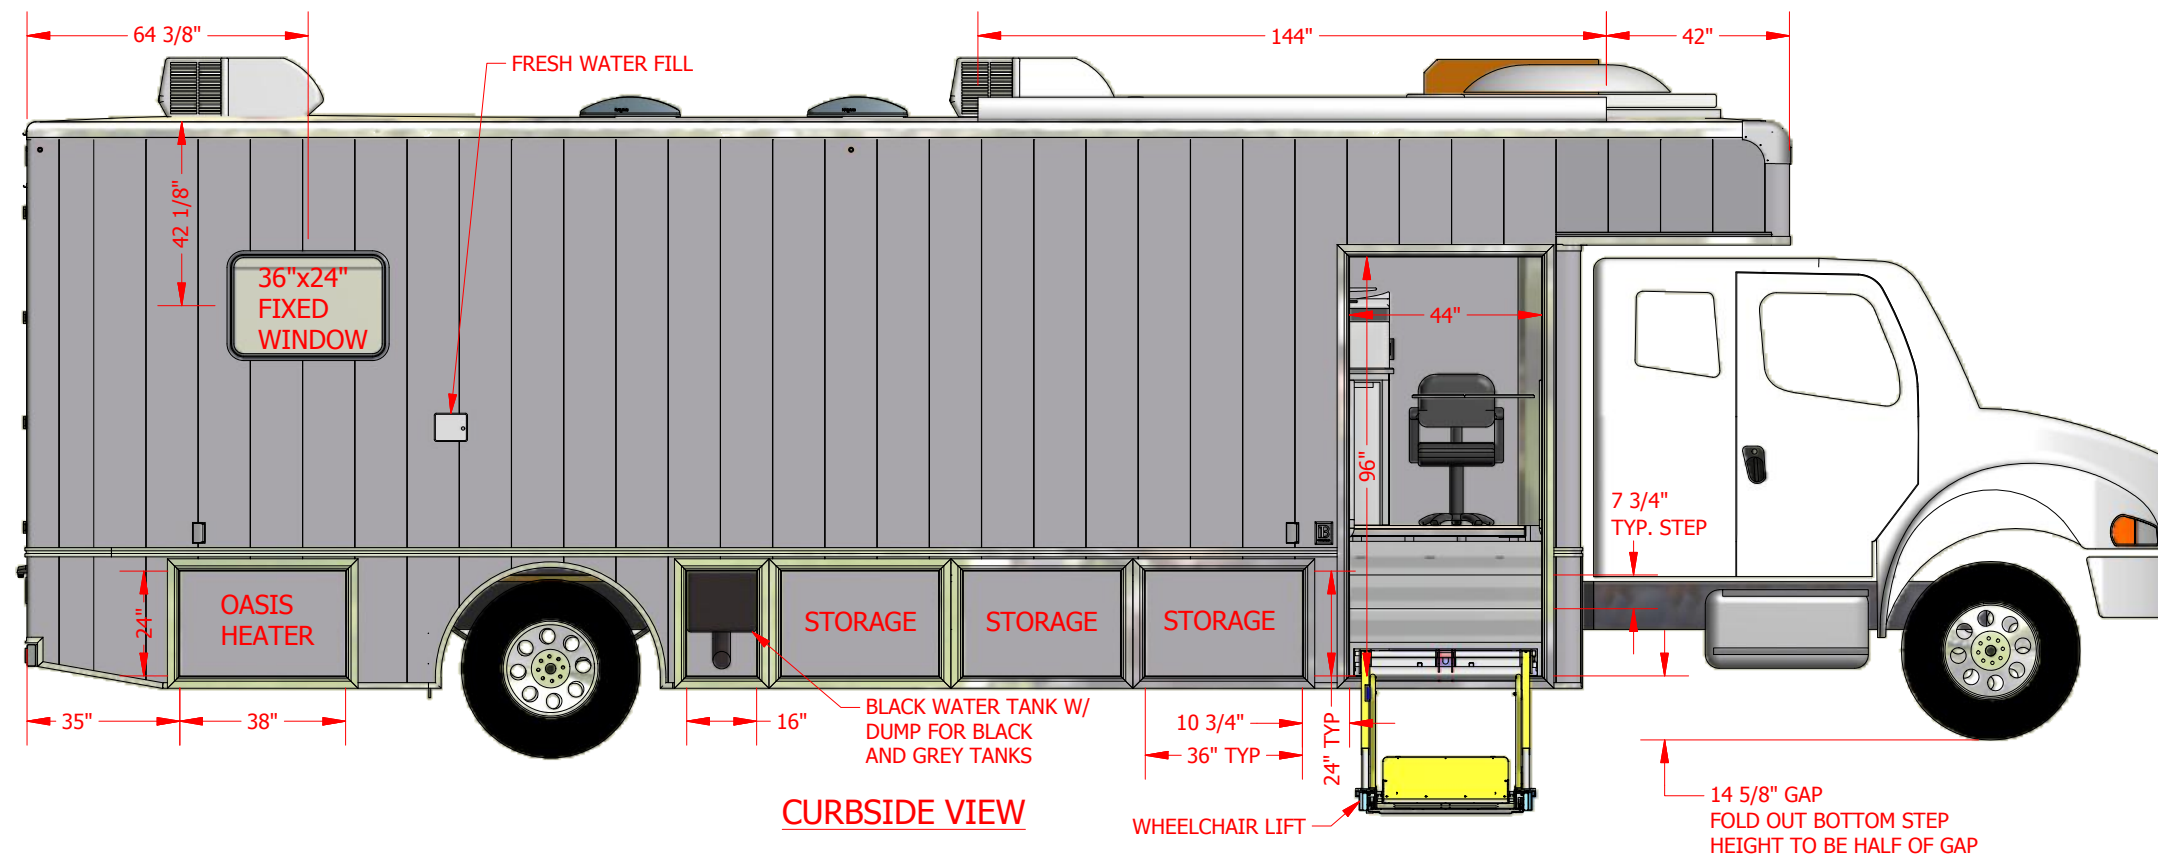 64 3/8"
144"
42"
FRESH WATER FILL
42 1/8"
36"x24"
FIXED
WINDOW
44"
96"
7 3/4"
TYP. STEP
24"
OASIS
HEATER
STORAGE
STORAGE
STORAGE
24" TYP
35"
38"
16"
BLACK WATER TANK W/
DUMP FOR BLACK
AND GREY TANKS
10 3/4"
36" TYP
CURBSIDE VIEW
WHEELCHAIR LIFT
14 5/8" GAP
FOLD OUT BOTTOM STEP
HEIGHT TO BE HALF OF GAP